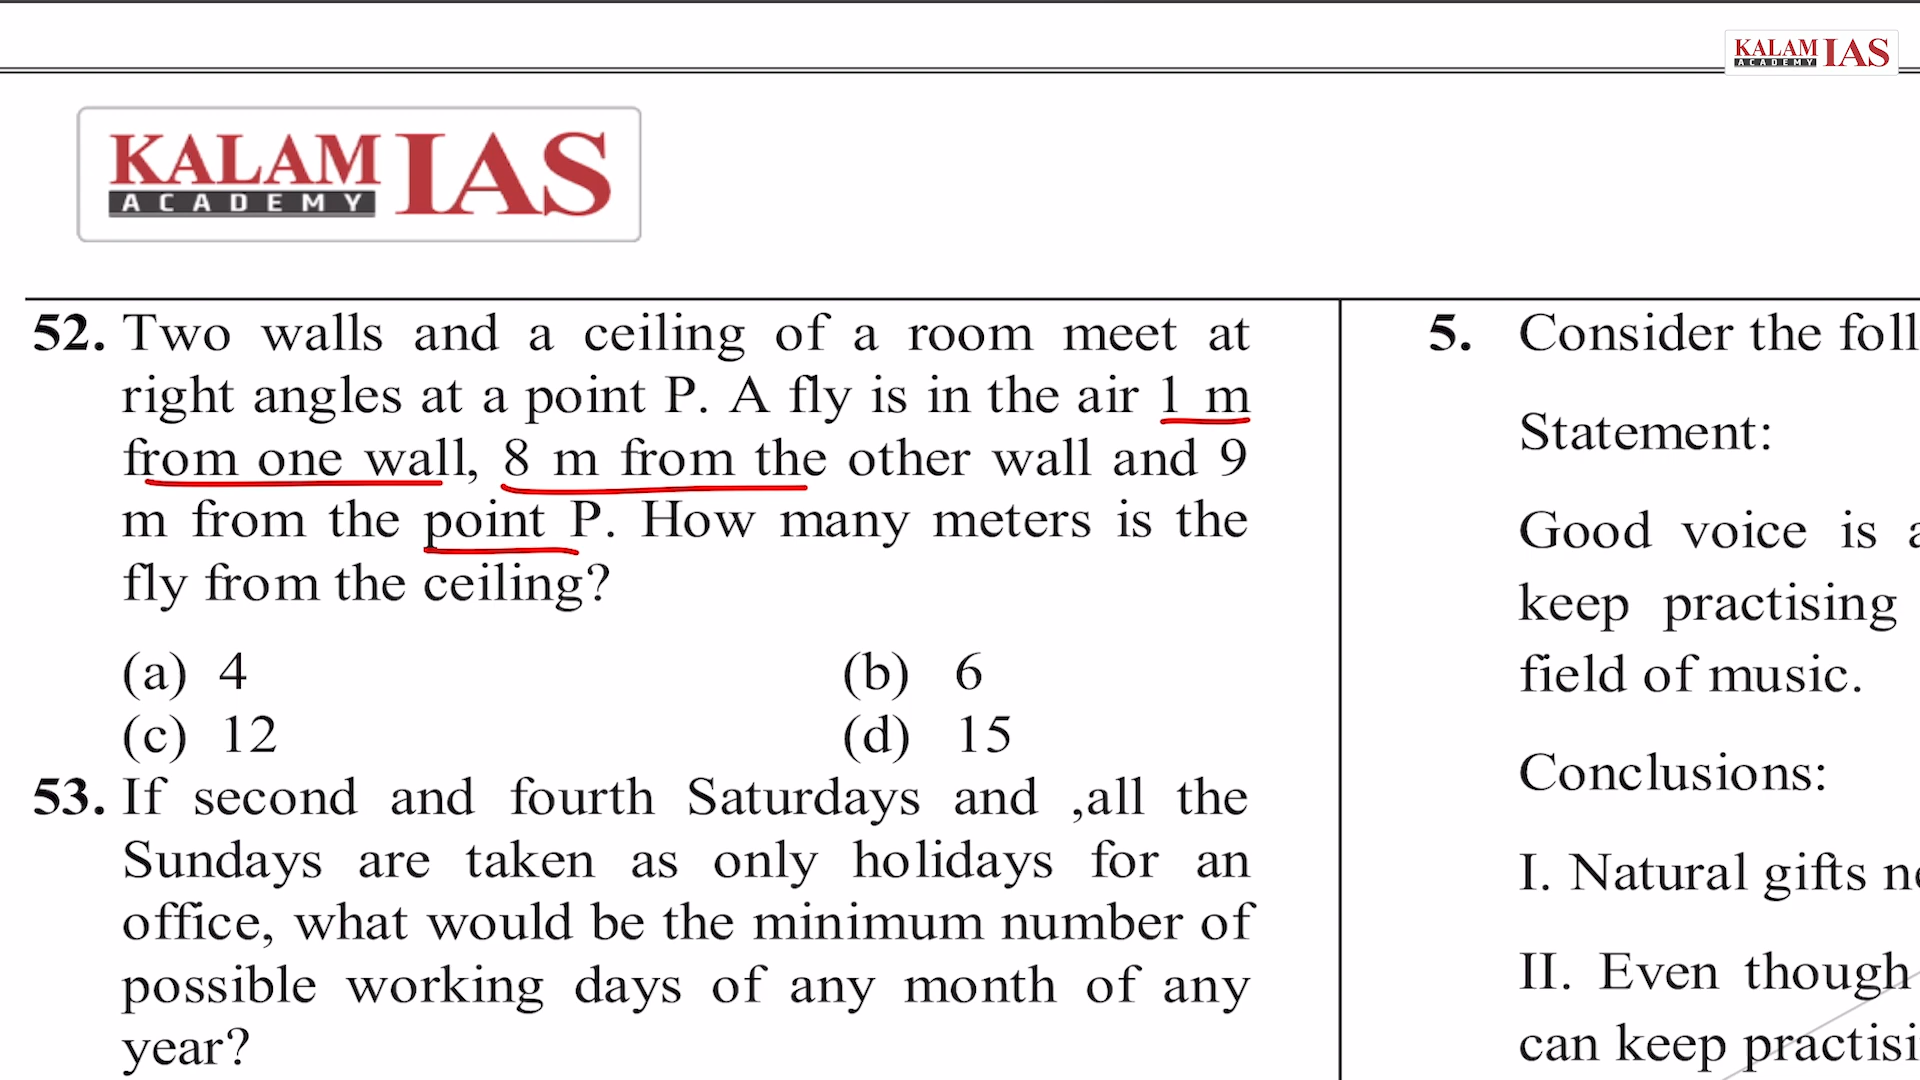 KALAM IAS
ACADEMY
KALAM IAS
ACADEMY
52. Two walls and a ceiling of a room meet at
right angles at a point P. A fly is in the air 1 m
from one wall, 8 m from the other wall and 9
m from the point P. How many meters is the
fly from the ceiling?
(a) 4 (b) 6
(c) 12 (d) 15
53. If second and fourth Saturdays and ,all the
Sundays are taken as only holidays for an
office, what would be the minimum number of
possible working days of any month of any
year?
5. Consider the foll
Statement:
Good voice is a
keep practising
field of music.
Conclusions:
I. Natural gifts ne
II. Even though
can keep practisi